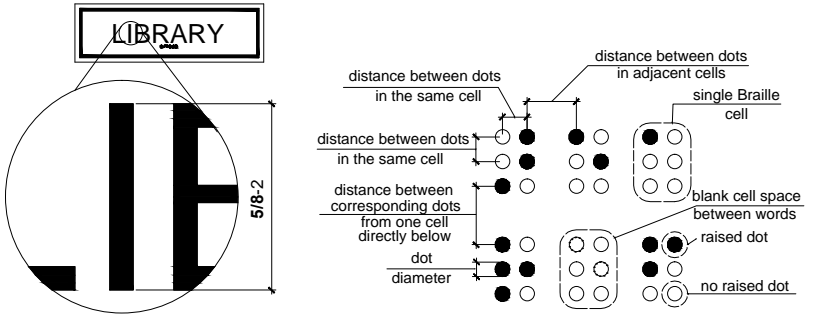 LIBRARY
5/8-2
distance between dots
in the same cell
distance between dots
in adjacent cells
single Braille
cell
distance between dots
in the same cell
distance between
corresponding dots
from one cell
directly below
dot
diameter
blank cell space
between words
raised dot
no raised dot